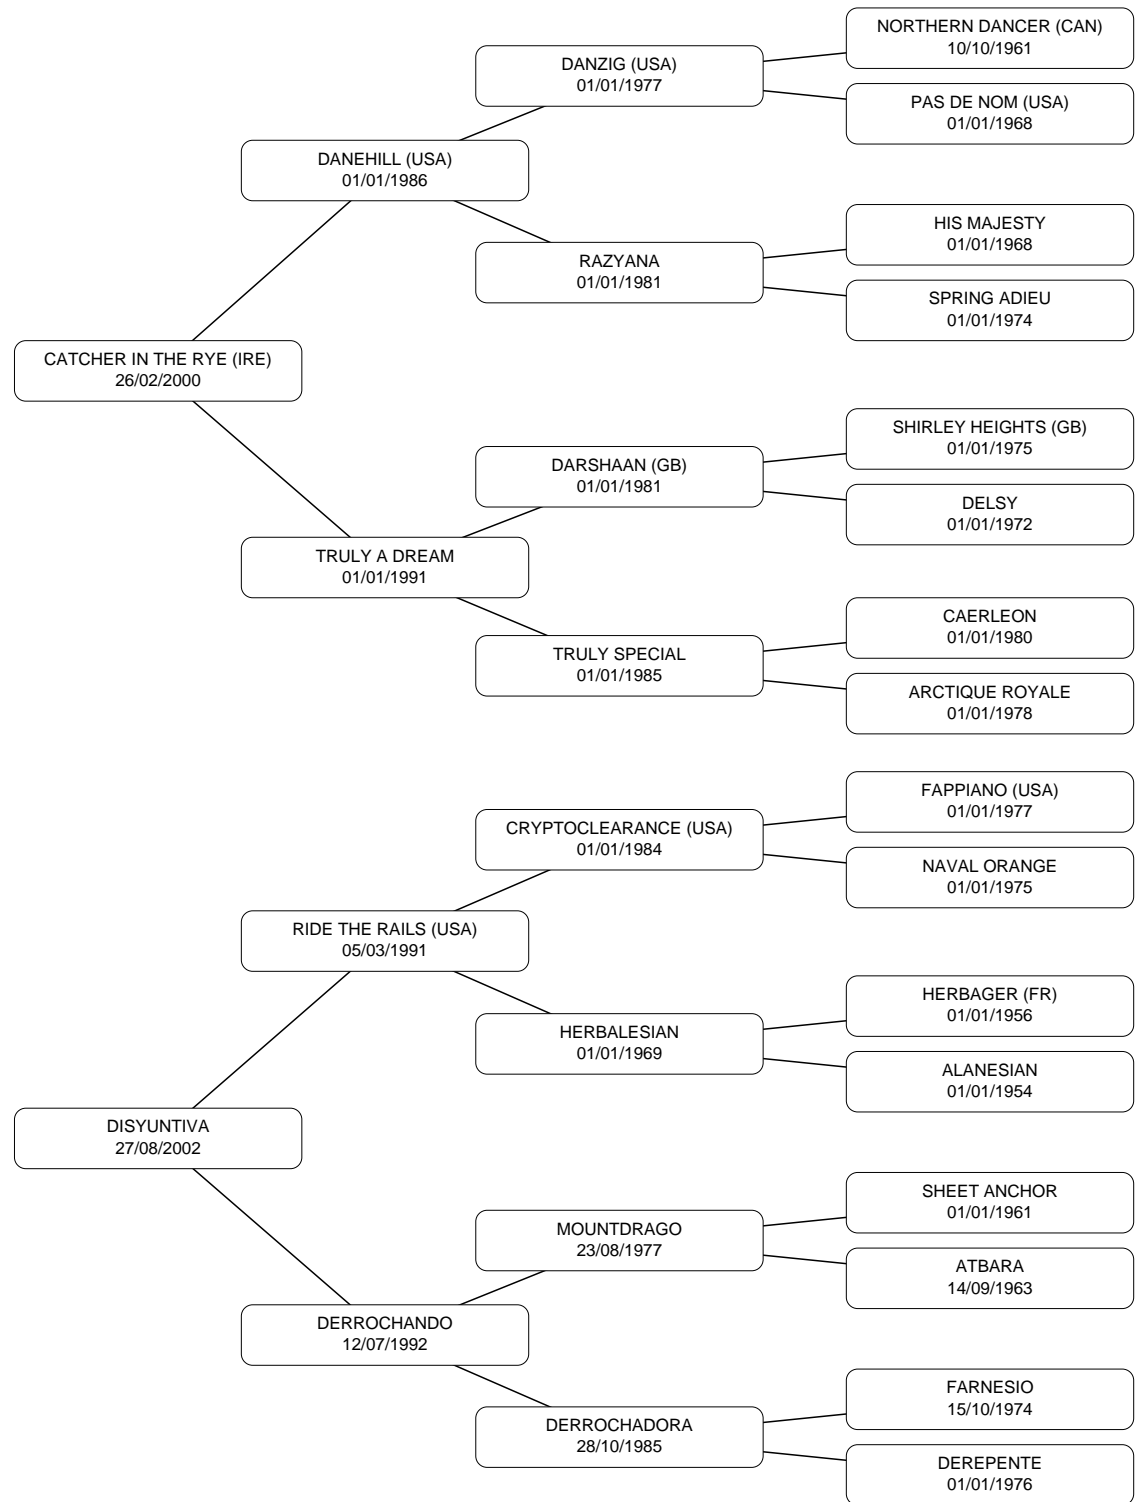 NORTHERN DANCER (CAN)
10/10/1961
DANZIG (USA)
01/01/1977
PAS DE NOM (USA)
01/01/1968
DANEHILL (USA)
01/01/1986
HIS MAJESTY
01/01/1968
RAZYANA
01/01/1981
SPRING ADIEU
01/01/1974
CATCHER IN THE RYE (IRE)
26/02/2000
SHIRLEY HEIGHTS (GB)
01/01/1975
DARSHAAN (GB)
01/01/1981
DELSY
01/01/1972
TRULY A DREAM
01/01/1991
CAERLEON
01/01/1980
TRULY SPECIAL
01/01/1985
ARCTIQUE ROYALE
01/01/1978
FAPPIANO (USA)
01/01/1977
CRYPTOCLEARANCE (USA)
01/01/1984
NAVAL ORANGE
01/01/1975
RIDE THE RAILS (USA)
05/03/1991
HERBAGER (FR)
01/01/1956
HERBALESIAN
01/01/1969
ALANESIAN
01/01/1954
DISYUNTIVA
27/08/2002
SHEET ANCHOR
01/01/1961
MOUNTDRAGO
23/08/1977
ATBARA
14/09/1963
DERROCHANDO
12/07/1992
FARNESIO
15/10/1974
DERROCHADORA
28/10/1985
DEREPENTE
01/01/1976